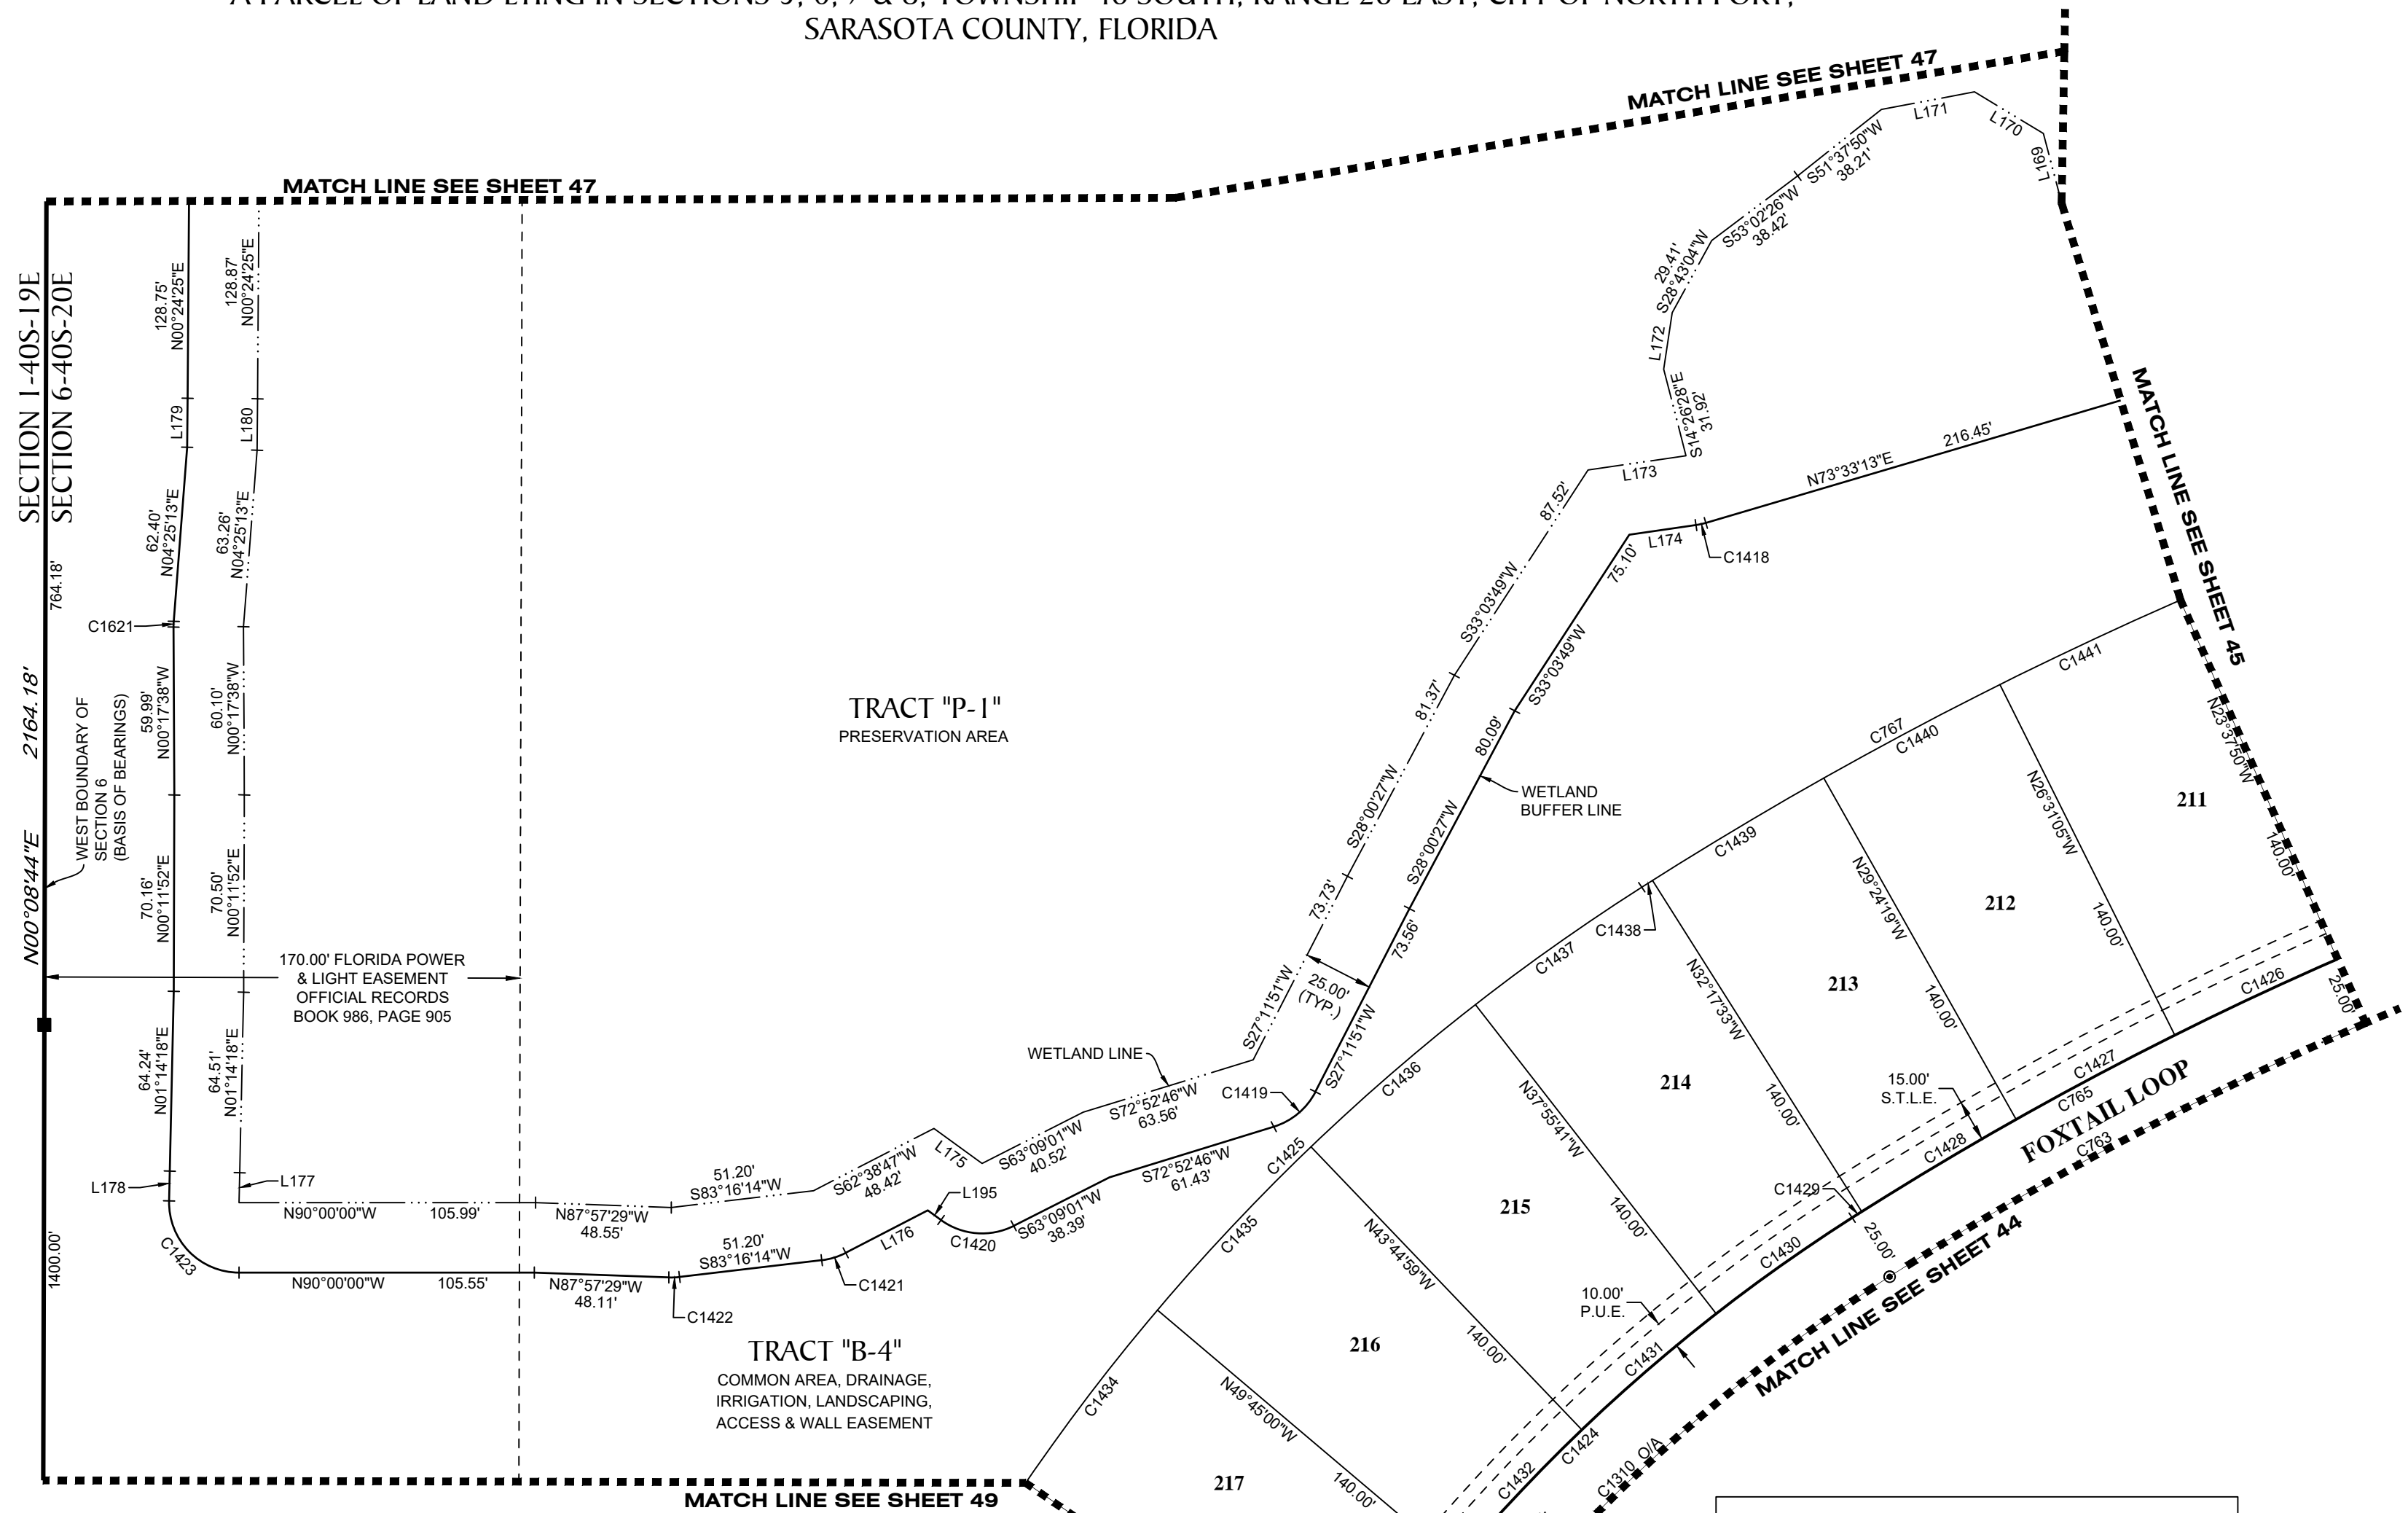 SARASOTA COUNTY, FLORIDA
MATCH LINE SEE SHEET 47
MATCH LINE SEE SHEET 47
L171
L170
L169
S51°37'50"W
38.21'
S53°02'26"W
38.42'
29.41'
S28°43'04"W
L172
S14°26'28"E
31.92'
L173
216.45'
N73°33'13"E
L174
C1418
MATCH LINE SEE SHEET 45
SECTION 1-40S-19E
SECTION 6-40S-20E
128.75'
N00°24'25"E
128.87'
N00°24'25"E
L179
L180
62.40'
N04°25'13"E
63.26'
N04°25'13"E
764.18'
C1621
2164.18'
N00°08'44"E
WEST BOUNDARY OF
SECTION 6
(BASIS OF BEARINGS)
59.99'
N00°17'38"W
60.10'
N00°17'38"W
70.16'
N00°11'52"E
70.50'
N00°11'52"E
170.00' FLORIDA POWER
& LIGHT EASEMENT
OFFICIAL RECORDS
BOOK 986, PAGE 905
64.24'
N01°14'18"E
64.51'
N01°14'18"E
L178
L177
C1423
1400.00'
N90°00'00"W 105.99'
N87°57'29"W
48.55'
N90°00'00"W 105.55'
N87°57'29"W
48.11'
51.20'
S83°16'14"W
51.20'
S83°16'14"W
C1422
C1421
TRACT "P-1"
PRESERVATION AREA
87.52'
S33°03'49"W
81.37'
S28°00'27"W
73.73'
S27°11'51"W
75.10'
S33°03'49"W
80.09'
S28°00'27"W
73.56'
S27°11'51"W
WETLAND
BUFFER LINE
25.00'
(TYP.)
WETLAND LINE
C1419
S72°52'46"W
63.56'
S63°09'01"W
40.52'
L175
S62°38'47"W
48.42'
S72°52'46"W
61.43'
S63°09'01"W
38.39'
L195
C1420
L176
TRACT "B-4"
COMMON AREA, DRAINAGE,
IRRIGATION, LANDSCAPING,
ACCESS & WALL EASEMENT
MATCH LINE SEE SHEET 49
C1441
C767
C1440
C1439
C1438
C1437
C1436
C1425
C1435
C1434
N23°37'50"W
140.00'
211
N26°31'05"W
140.00'
212
N29°24'19"W
140.00'
213
N32°17'33"W
140.00'
214
N37°55'41"W
140.00'
215
N43°44'59"W
140.00'
216
N49°45'00"W
140.00'
217
C1426
25.00'
C1427
C765
FOXTAIL LOOP
C763
15.00'
S.T.L.E.
C1428
C1429
25.00'
C1430
10.00'
P.U.E.
C1431
MATCH LINE SEE SHEET 44
C1424
C1432
C1310 O/A